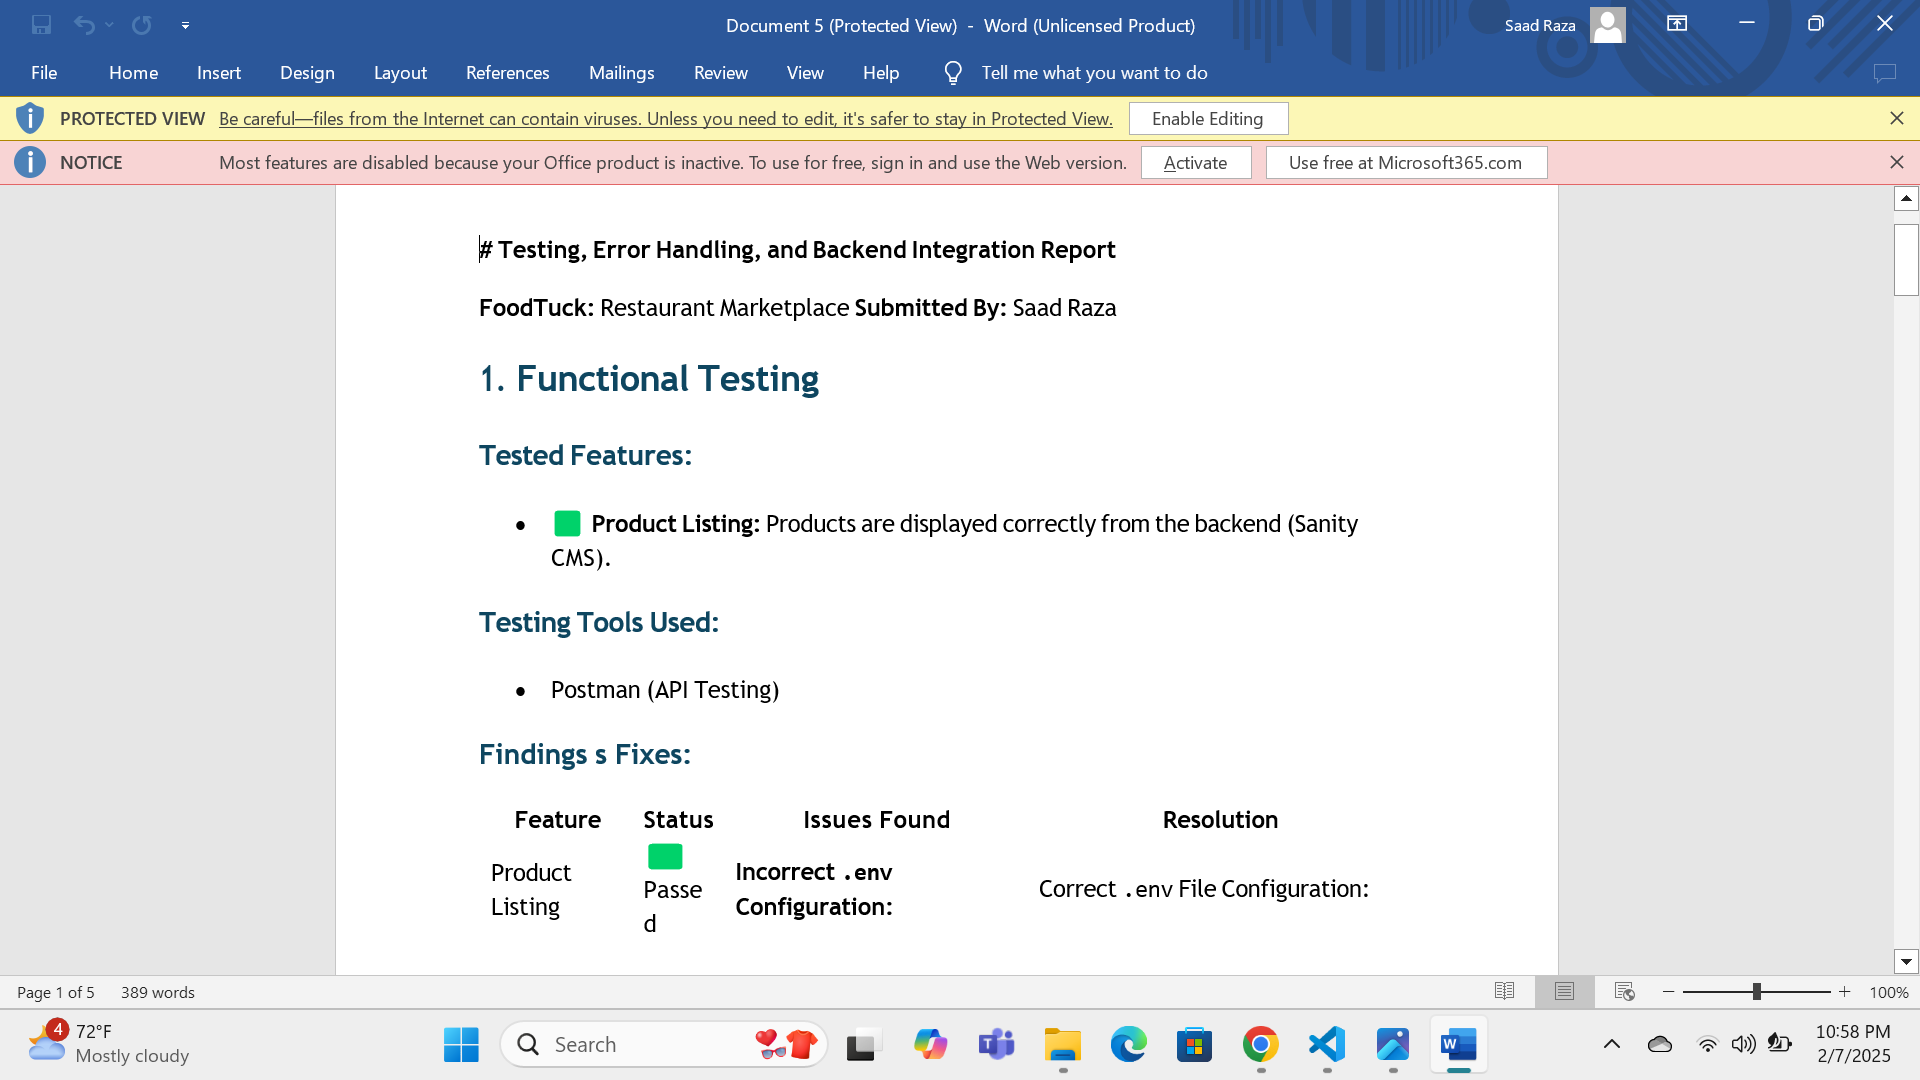 Document 5 (Protected View) - Word (Unlicensed Product)
Saad Raza
File Home Insert Design Layout References Mailings Review View Help Tell me what you want to do
PROTECTED VIEW Be careful—files from the Internet can contain viruses. Unless you need to edit, it's safer to stay in Protected View. Enable Editing
NOTICE Most features are disabled because your Office product is inactive. To use for free, sign in and use the Web version. Activate Use free at Microsoft365.com
# Testing, Error Handling, and Backend Integration Report
FoodTuck: Restaurant Marketplace Submitted By: Saad Raza
1. Functional Testing
Tested Features:
• Product Listing: Products are displayed correctly from the backend (Sanity
CMS).
Testing Tools Used:
• Postman (API Testing)
Findings s Fixes:
Feature Status Issues Found Resolution
Product
Listing
Passe
d
Incorrect .env
Configuration:
Correct .env File Configuration:
Page 1 of 5 389 words
100%
4
72°F
Mostly cloudy
Search
10:58 PM
2/7/2025